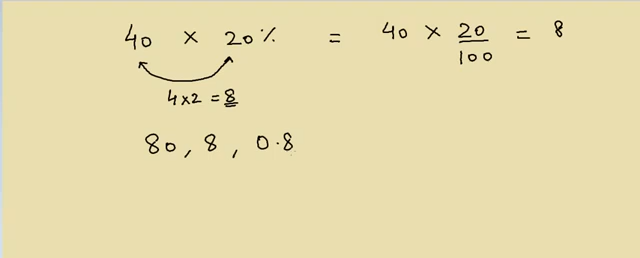 40 × 20% = 40 × 20/100 = 8
4×2 = 8
80, 8, 0.8